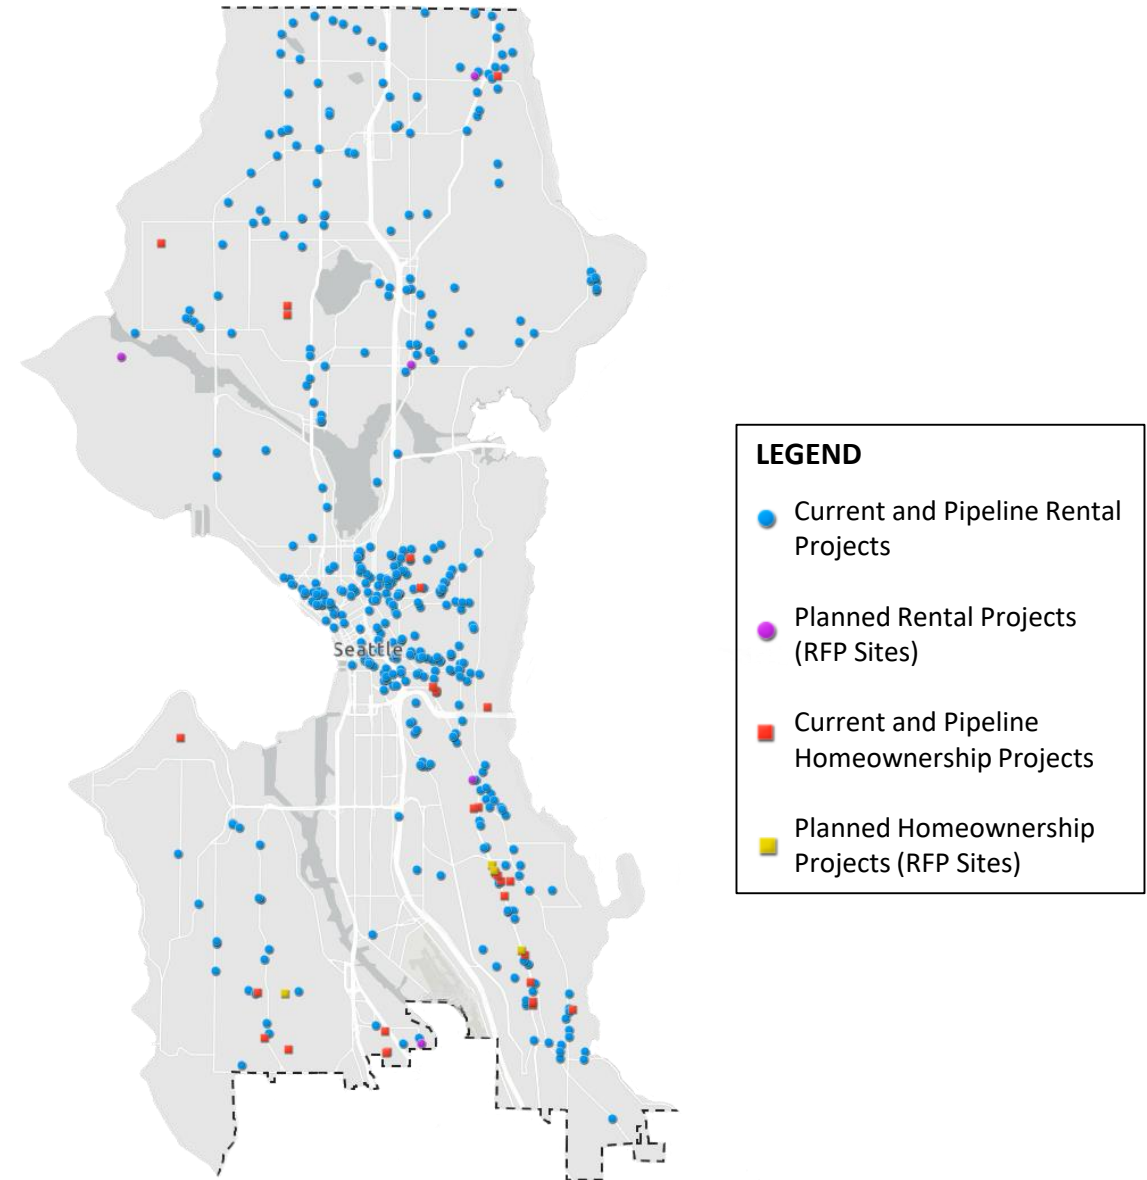 Seattle
LEGEND
Current and Pipeline Rental
Projects
Planned Rental Projects
(RFP Sites)
Current and Pipeline
Homeownership Projects
Planned Homeownership
Projects (RFP Sites)